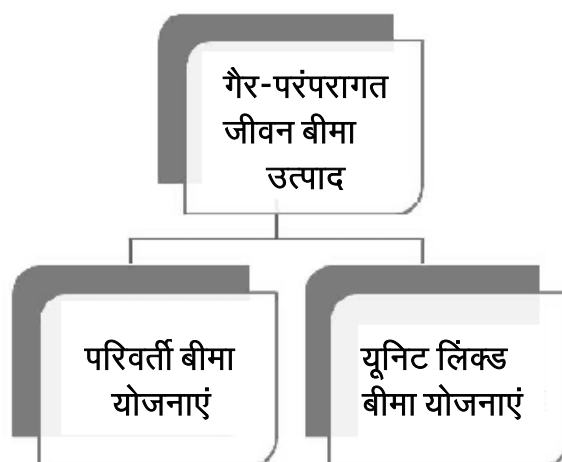 गैर-परंपरागत
जीवन बीमा
उत्पाद
परिवर्ती बीमा
योजनाएं
यूनिट लिंक्ड
बीमा योजनाएं